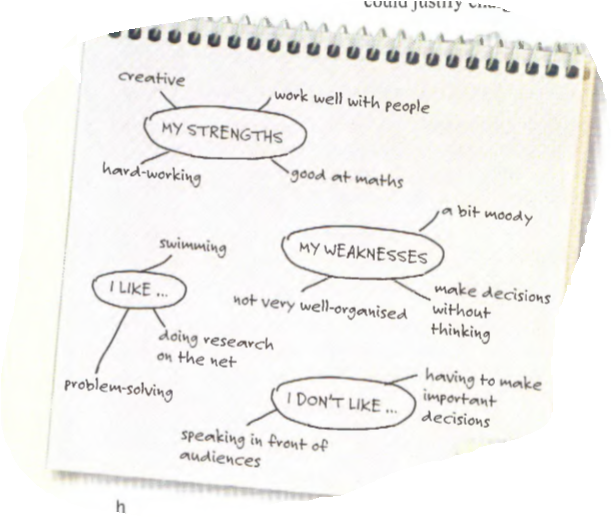 could justify
creative
work well with people
MY STRENGTHS
hard-working
good at maths
a bit moody
MY WEAKNESSES
not very well-organised
make decisions
without
thinking
swimming
I LIKE ...
doing research
on the net
problem-solving
having to make
important
decisions
I DON'T LIKE ...
speaking in front of
audiences
h